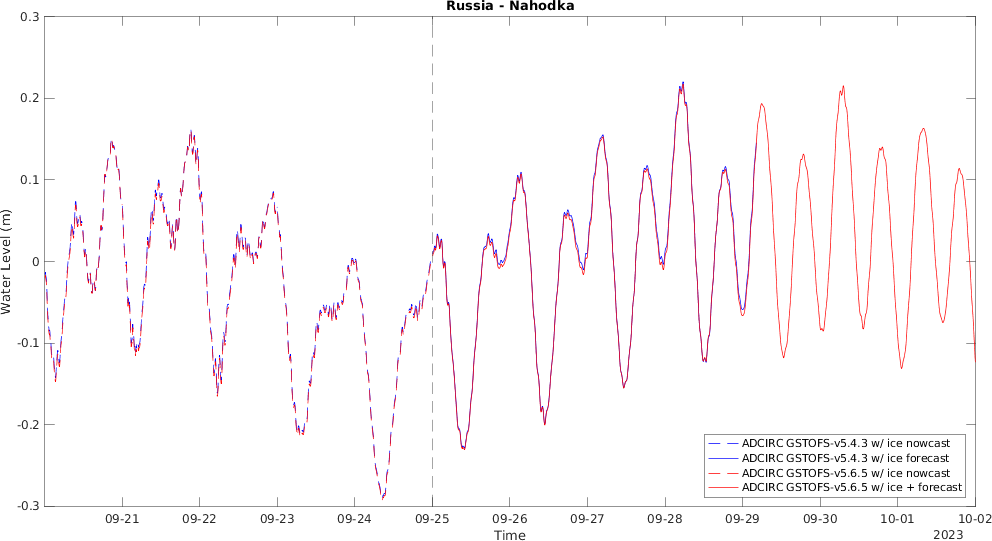 Russia - Nahodka
0.3
0.2
0.1
0
-0.1
-0.2
-0.3
Water Level (m)
09-21 09-22 09-23 09-24 09-25 09-26 09-27 09-28 09-29 09-30 10-01 10-02
Time
2023
ADCIRC GSTOFS-v5.4.3 w/ ice nowcast
ADCIRC GSTOFS-v5.4.3 w/ ice forecast
ADCIRC GSTOFS-v5.6.5 w/ ice nowcast
ADCIRC GSTOFS-v5.6.5 w/ ice + forecast